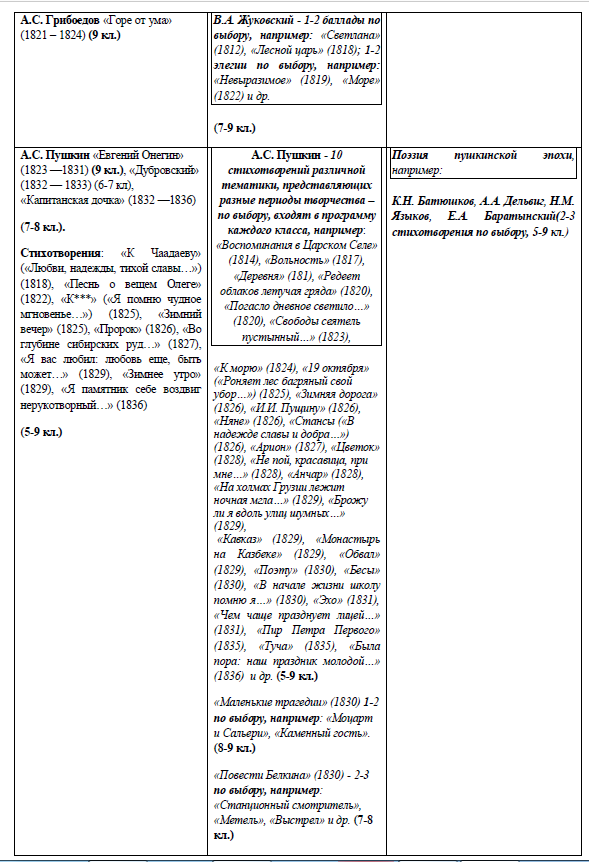 А.С. Грибоедов «Горе от ума»
(1821 – 1824) (9 кл.)
В.А. Жуковский - 1-2 баллады по
выбору, например: «Светлана»
(1812), «Лесной царь» (1818); 1-2
элегии по выбору, например:
«Невыразимое» (1819), «Море»
(1822) и др.
(7-9 кл.)
А.С. Пушкин «Евгений Онегин»
(1823 —1831) (9 кл.), «Дубровский»
(1832 — 1833) (6-7 кл),
«Капитанская дочка» (1832 —1836)
(7-8 кл.).
Стихотворения: «К Чаадаеву»
(«Любви, надежды, тихой славы…»)
(1818), «Песнь о вещем Олеге»
(1822), «К***» («Я помню чудное
мгновенье…») (1825), «Зимний
вечер» (1825), «Пророк» (1826), «Во
глубине сибирских руд…» (1827),
«Я вас любил: любовь еще, быть
может…» (1829), «Зимнее утро»
(1829), «Я памятник себе воздвиг
нерукотворный…» (1836)
(5-9 кл.)
А.С. Пушкин - 10
стихотворений различной
тематики, представляющих
разные периоды творчества –
по выбору, входят в программу
каждого класса, например:
«Воспоминания в Царском Селе»
(1814), «Вольность» (1817),
«Деревня» (181), «Редеет
облаков летучая гряда» (1820),
«Погасло дневное светило…»
(1820), «Свободы сеятель
пустынный…» (1823),
«К морю» (1824), «19 октября»
(«Роняет лес багряный свой
убор…») (1825), «Зимняя дорога»
(1826), «И.И. Пущину» (1826),
«Няне» (1826), «Стансы («В
надежде славы и добра…»)
(1826), «Арион» (1827), «Цветок»
(1828), «Не пой, красавица, при
мне…» (1828), «Анчар» (1828),
«На холмах Грузии лежит
ночная мгла…» (1829), «Брожу
ли я вдоль улиц шумных…»
(1829),
«Кавказ» (1829), «Монастырь
на Казбеке» (1829), «Обвал»
(1829), «Поэту» (1830), «Бесы»
(1830), «В начале жизни школу
помню я…» (1830), «Эхо» (1831),
«Чем чаще празднует лицей…»
(1831), «Пир Петра Первого»
(1835), «Туча» (1835), «Была
пора: наш праздник молодой…»
(1836) и др. (5-9 кл.)
«Маленькие трагедии» (1830) 1-2
по выбору, например: «Моцарт
и Сальери», «Каменный гость».
(8-9 кл.)
«Повести Белкина» (1830) - 2-3
по выбору, например:
«Станционный смотритель»,
«Метель», «Выстрел» и др. (7-8
кл.)
Поэзия пушкинской эпохи,
например:
К.Н. Батюшков, А.А. Дельвиг, Н.М.
Языков, Е.А. Баратынский(2-3
стихотворения по выбору, 5-9 кл.)